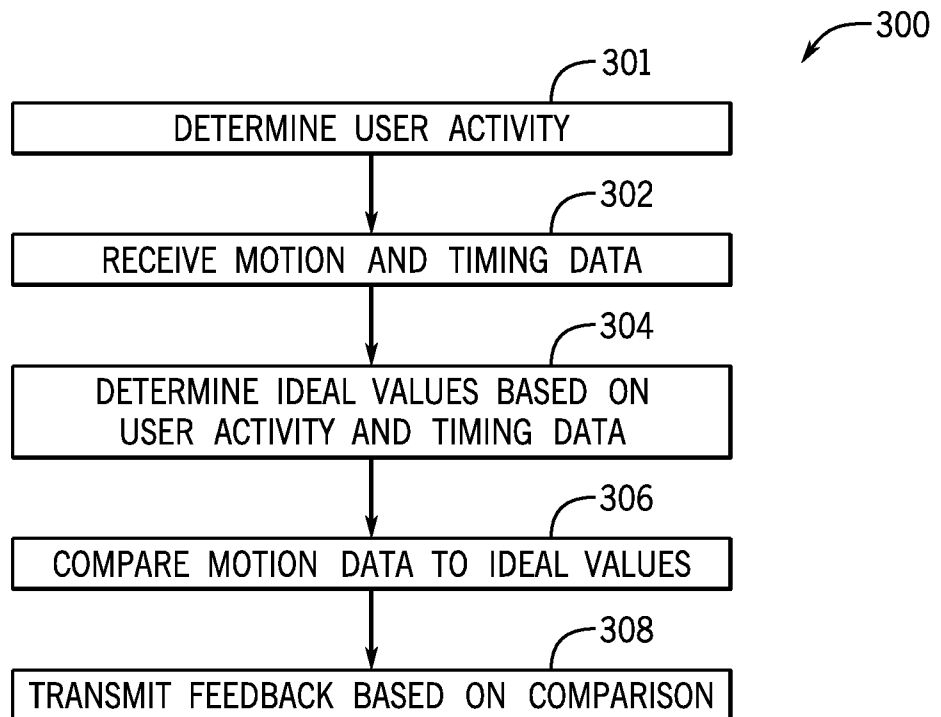 300
301
DETERMINE USER ACTIVITY
302
RECEIVE MOTION AND TIMING DATA
304
DETERMINE IDEAL VALUES BASED ON
USER ACTIVITY AND TIMING DATA
306
COMPARE MOTION DATA TO IDEAL VALUES
308
TRANSMIT FEEDBACK BASED ON COMPARISON